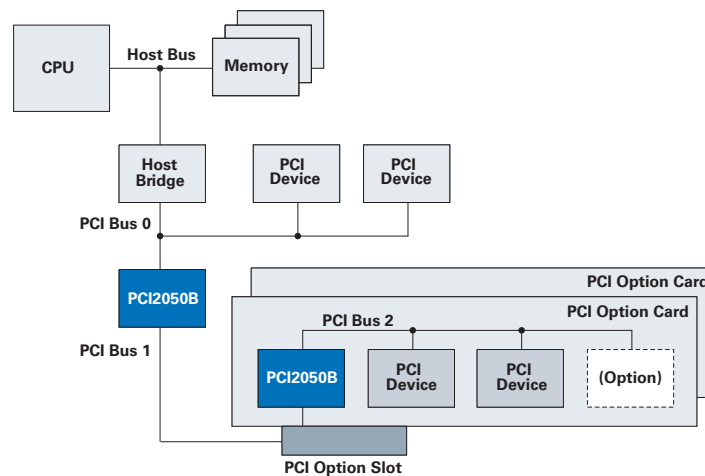 Host Bus
CPU
Memory
Host
Bridge
PCI
Device
PCI
Device
PCI Bus 0
PCI2050B
PCI Option Card
PCI Option Card
PCI Bus 2
PCI Bus 1
PCI2050B
PCI
Device
PCI
Device
(Option)
PCI Option Slot